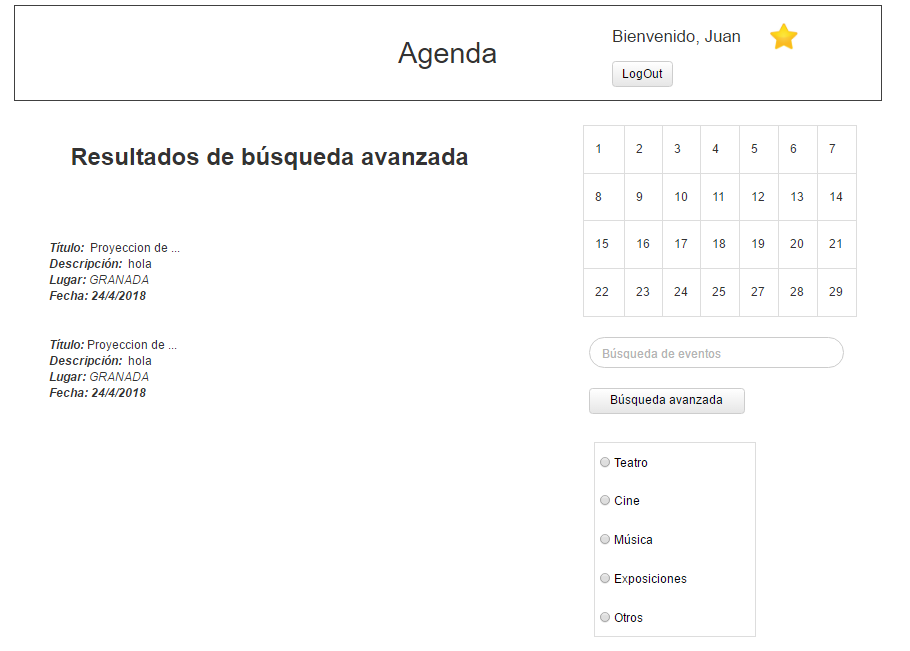 Agenda
Bienvenido, Juan
LogOut
Resultados de búsqueda avanzada
Título: Proyeccion de ...
Descripción: hola
Lugar: GRANADA
Fecha: 24/4/2018
Título: Proyeccion de ...
Descripción: hola
Lugar: GRANADA
Fecha: 24/4/2018
1 2 3 4 5 6 7
8 9 10 11 12 13 14
15 16 17 18 19 20 21
22 23 24 25 27 28 29
Búsqueda de eventos
Búsqueda avanzada
Teatro
Cine
Música
Exposiciones
Otros